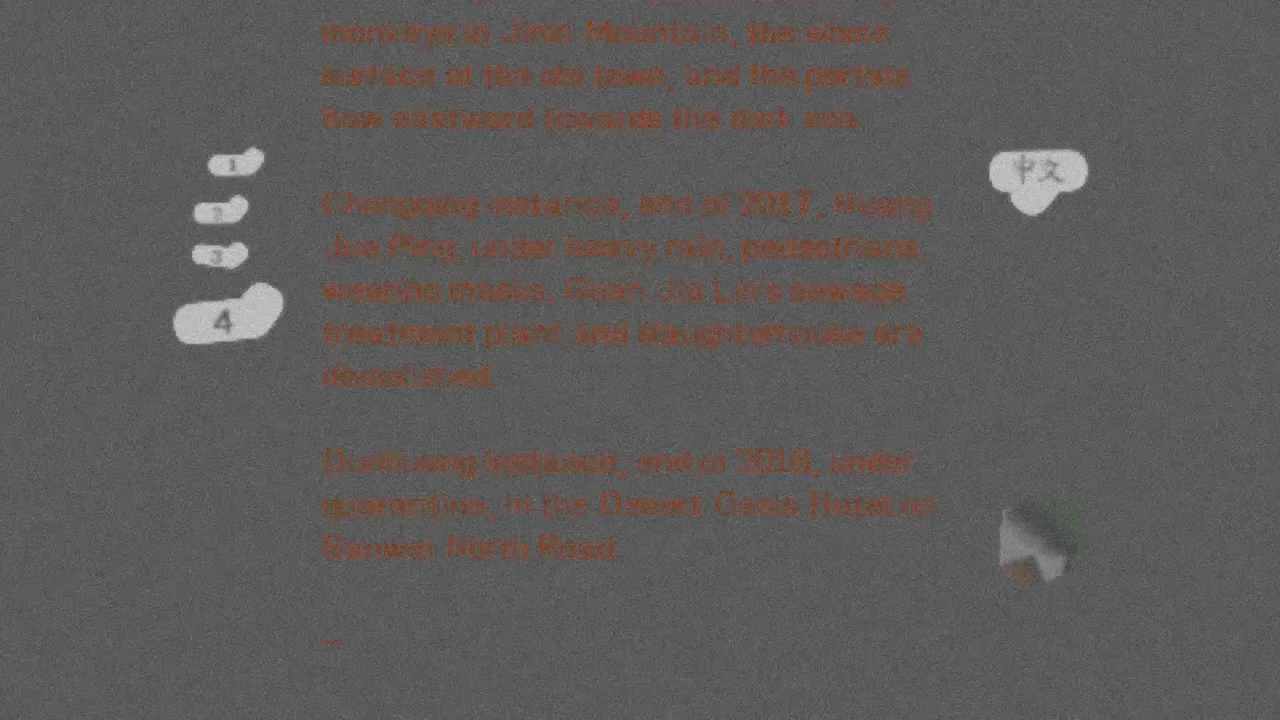 monkeys in Jinzi Mountain, the
surface of the old town, and the portals
flow eastward towards the dark sea.
1
中文
2
Chongqing instance, end of 2017, Huang
Jue Ping, under heavy rain, pedestrians
3
wearing masks, Guan Jia Lin's sewage
4
treatment plant and slaughterhouse are
demolished.
Dunhuang instance, end of 2018, under
quarantine, in the Desert Oasis Hotel on
Sanwei North Road.